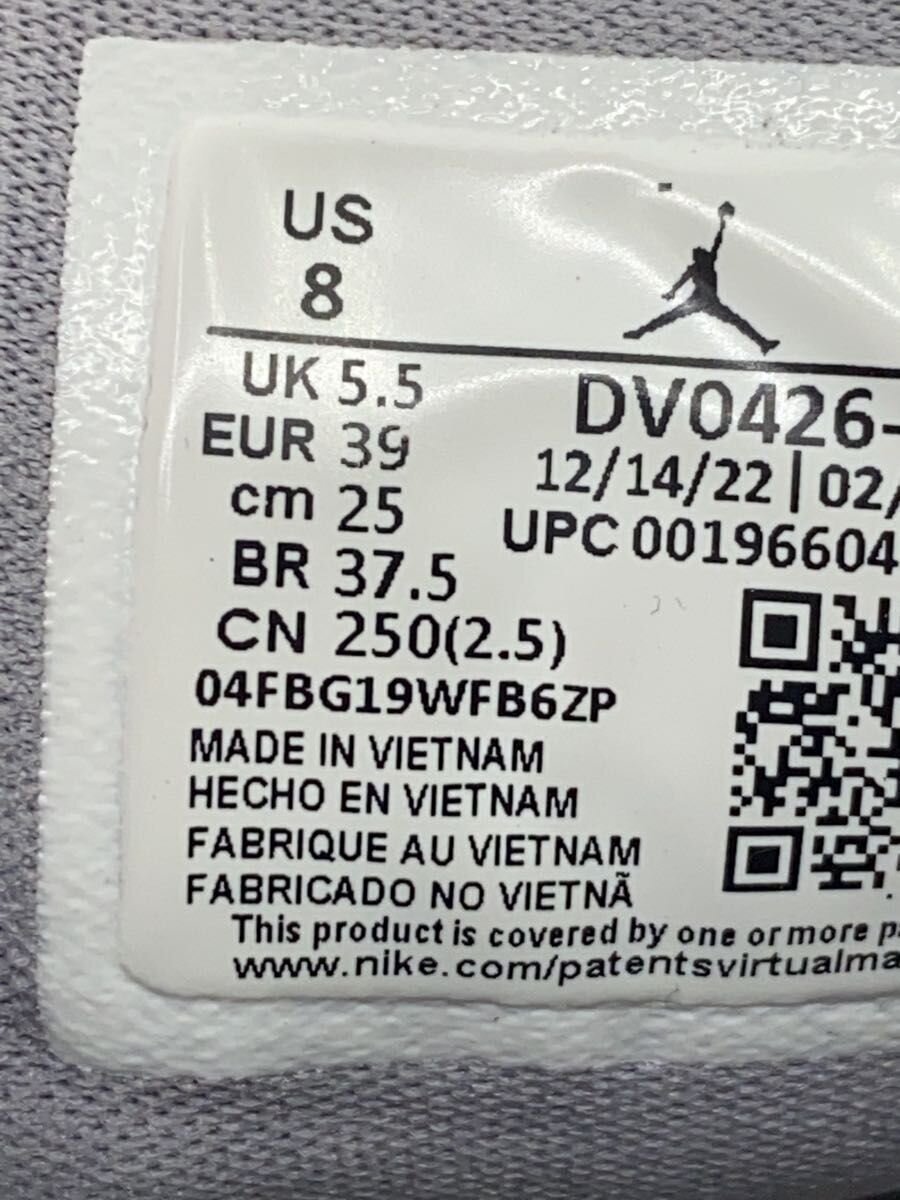 US
8
UK 5.5
EUR 39
cm 25
BR 37.5
CN 250(2.5)
DV0426-
12/14/22 | 02/
UPC 00196604
04FBG19WFB6ZP
MADE IN VIETNAM
HECHO EN VIETNAM
FABRIQUE AU VIETNAM
FABRICADO NO VIETNÃ
This product is covered by one or more pa
www.nike.com/patentsvirtualma